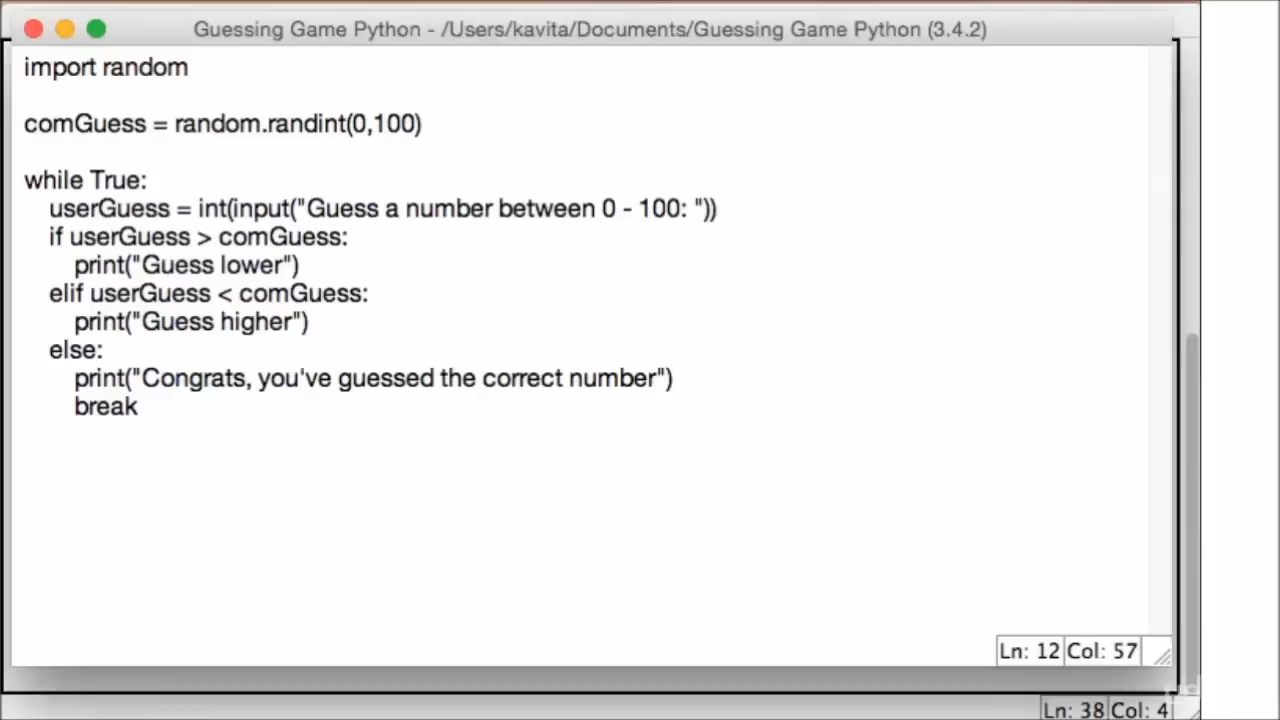 Guessing Game Python - /Users/kavita/Documents/Guessing Game Python (3.4.2)
import random
comGuess = random.randint(0,100)
while True:
    userGuess = int(input("Guess a number between 0 - 100: "))
    if userGuess > comGuess:
        print("Guess lower")
    elif userGuess < comGuess:
        print("Guess higher")
    else:
        print("Congrats, you've guessed the correct number")
        break
Ln: 12 Col: 57
Ln: 38 Col: 4